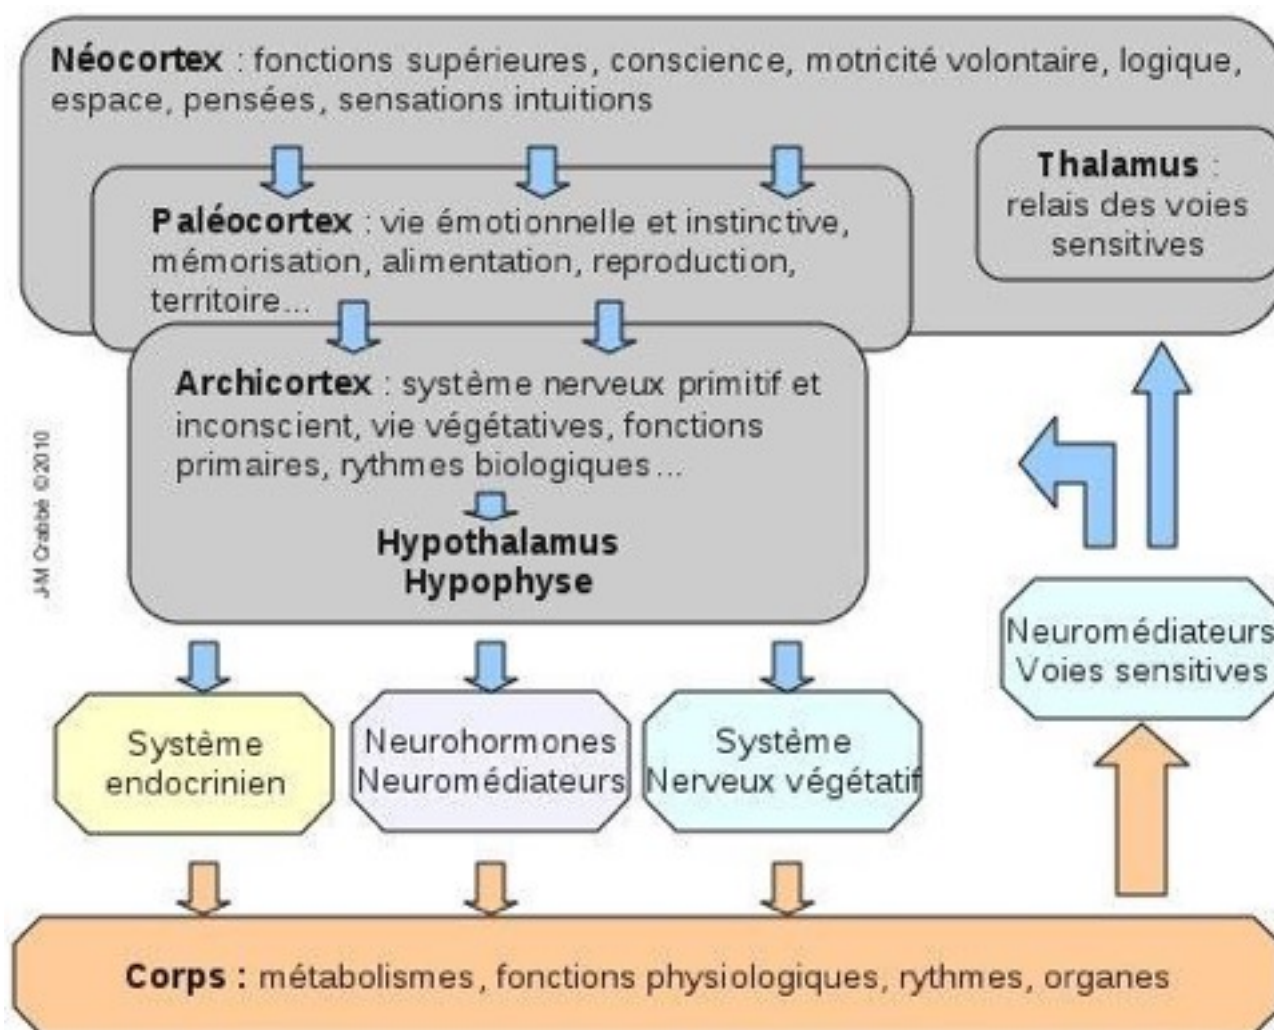 Néocortex : fonctions supérieures, conscience, motricité volontaire, logique,
espace, pensées, sensations intuitions
Thalamus :
relais des voies
sensitives
Paléocortex : vie émotionnelle et instinctive,
mémorisation, alimentation, reproduction,
territoire...
Archicortex : système nerveux primitif et
inconscient, vie végétatives, fonctions
primaires, rythmes biologiques...
Hypothalamus
Hypophyse
J-M Crabbé ©2010
Neuromédiateurs
Voies sensitives
Système
endocrinien
Neurohormones
Neuromédiateurs
Système
Nerveux végétatif
Corps : métabolismes, fonctions physiologiques, rythmes, organes